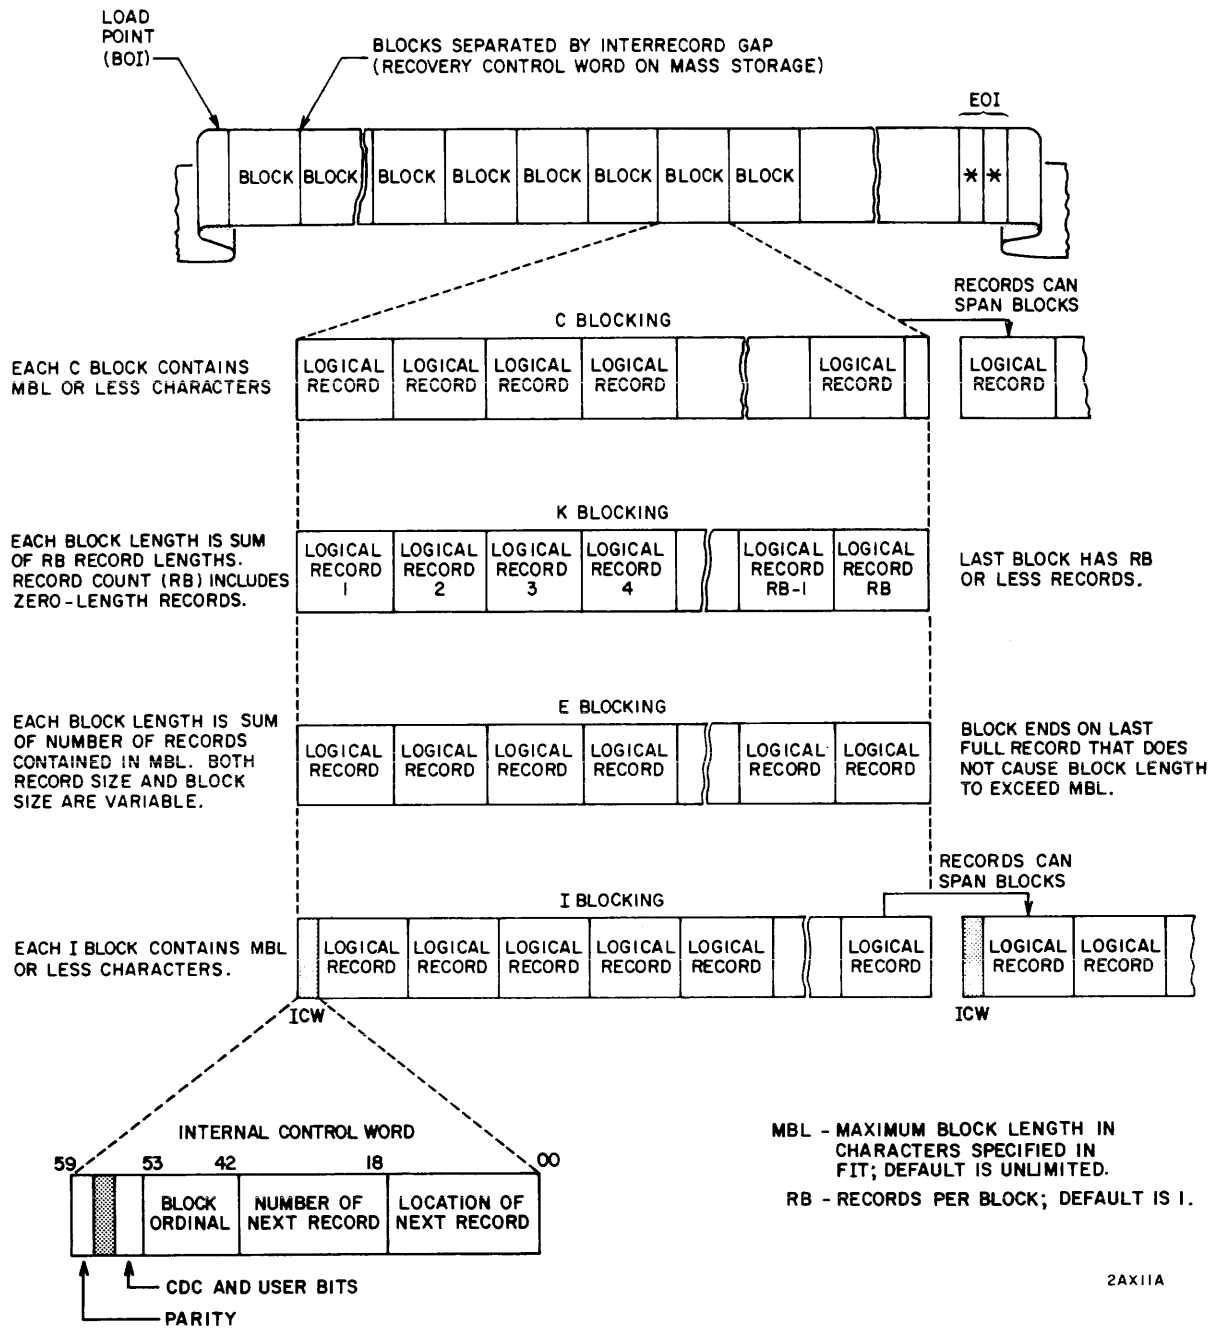 LOAD
POINT
(BOI)
BLOCKS SEPARATED BY INTERRECORD GAP
(RECOVERY CONTROL WORD ON MASS STORAGE)
EOI
BLOCK BLOCK BLOCK BLOCK BLOCK BLOCK BLOCK BLOCK * *
RECORDS CAN
SPAN BLOCKS
C BLOCKING
EACH C BLOCK CONTAINS
MBL OR LESS CHARACTERS
LOGICAL LOGICAL LOGICAL LOGICAL LOGICAL LOGICAL
RECORD RECORD RECORD RECORD RECORD RECORD
K BLOCKING
EACH BLOCK LENGTH IS SUM
OF RB RECORD LENGTHS.
RECORD COUNT (RB) INCLUDES
ZERO-LENGTH RECORDS.
LOGICAL LOGICAL LOGICAL LOGICAL LOGICAL LOGICAL
RECORD RECORD RECORD RECORD RECORD RECORD
1 2 3 4 RB-1 RB
LAST BLOCK HAS RB
OR LESS RECORDS.
E BLOCKING
EACH BLOCK LENGTH IS SUM
OF NUMBER OF RECORDS
CONTAINED IN MBL. BOTH
RECORD SIZE AND BLOCK
SIZE ARE VARIABLE.
LOGICAL LOGICAL LOGICAL LOGICAL LOGICAL LOGICAL
RECORD RECORD RECORD RECORD RECORD RECORD
BLOCK ENDS ON LAST
FULL RECORD THAT DOES
NOT CAUSE BLOCK LENGTH
TO EXCEED MBL.
RECORDS CAN
SPAN BLOCKS
I BLOCKING
EACH I BLOCK CONTAINS MBL
OR LESS CHARACTERS.
LOGICAL LOGICAL LOGICAL LOGICAL LOGICAL LOGICAL LOGICAL LOGICAL
RECORD RECORD RECORD RECORD RECORD RECORD RECORD RECORD
ICW ICW
INTERNAL CONTROL WORD
59 53 42 18 00
BLOCK NUMBER OF LOCATION OF
ORDINAL NEXT RECORD NEXT RECORD
CDC AND USER BITS
PARITY
MBL - MAXIMUM BLOCK LENGTH IN
CHARACTERS SPECIFIED IN
FIT; DEFAULT IS UNLIMITED.
RB - RECORDS PER BLOCK; DEFAULT IS 1.
2AX11A